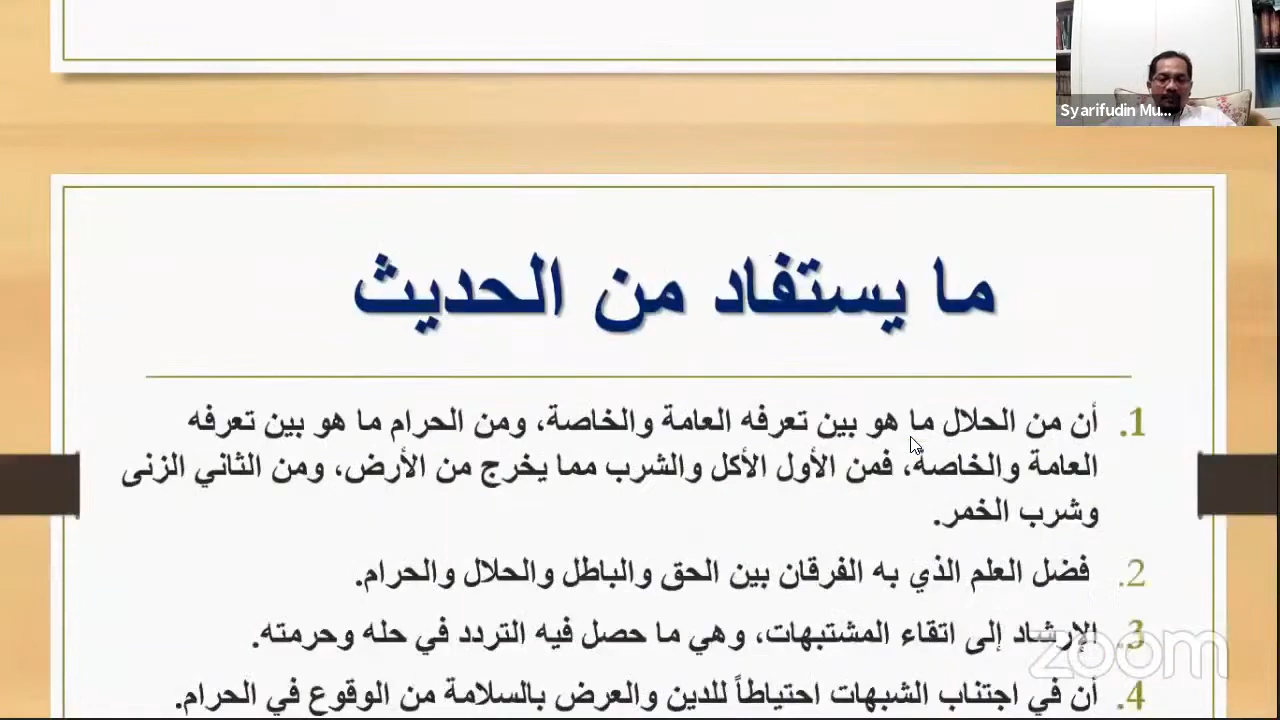 Syarifudin Mu...
ما يستفاد من الحديث
1. أن من الحلال ما هو بين تعرفه العامة والخاصة، ومن الحرام ما هو بين تعرفه
العامة والخاصة، فمن الأول الأكل والشرب مما يخرج من الأرض، ومن الثاني الزنى
وشرب الخمر.
2. فضل العلم الذي به الفرقان بين الحق والباطل والحلال والحرام.
3. الإرشاد إلى اتقاء المشتبهات، وهي ما حصل فيه التردد في حله وحرمته.
4. أن في اجتناب الشبهات احتياطاً للدين والعرض بالسلامة من الوقوع في الحرام.
zoom